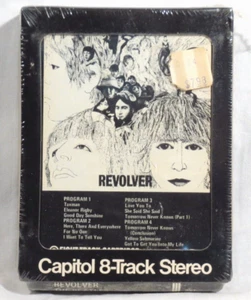 REVOLVER
PROGRAM 1
Taxman
Eleanor Rigby
Good Day Sunshine
PROGRAM 2
Here, There And Everywhere
For No One
I Want To Tell You
PROGRAM 3
Love You To
She Said She Said
Tomorrow Never Knows (Part 1)
PROGRAM 4
Tomorrow Never Knows
(Conclusion)
Yellow Submarine
Got To Get You Into My Life
Capitol 8-Track Stereo
REVOLVER